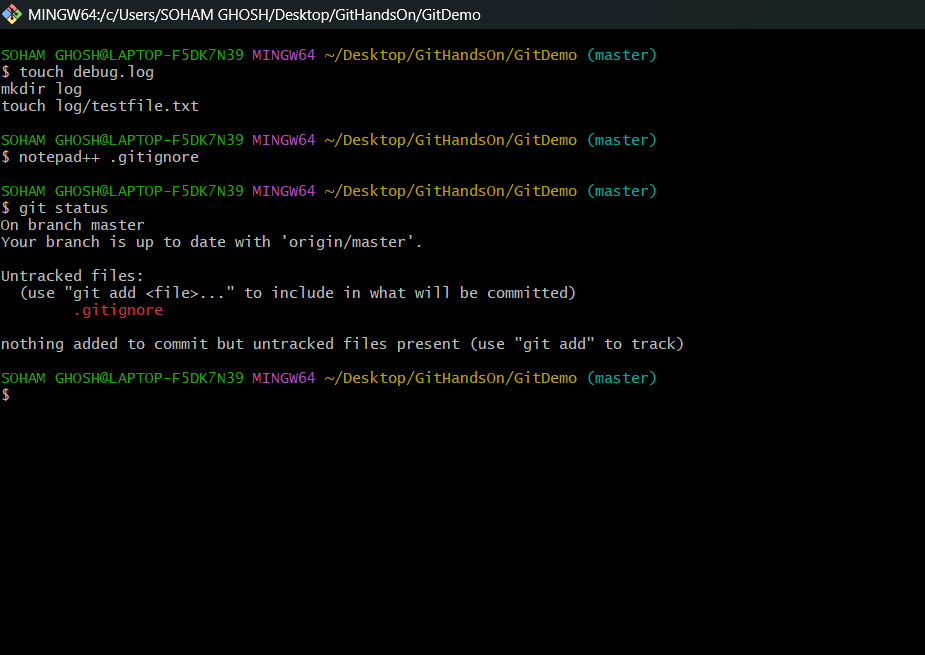 MINGW64:/c/Users/SOHAM GHOSH/Desktop/GitHandsOn/GitDemo
SOHAM GHOSH@LAPTOP-F5DK7N39 MINGW64 ~/Desktop/GitHandsOn/GitDemo (master)
$ touch debug.log
mkdir log
touch log/testfile.txt
SOHAM GHOSH@LAPTOP-F5DK7N39 MINGW64 ~/Desktop/GitHandsOn/GitDemo (master)
$ notepad++ .gitignore
SOHAM GHOSH@LAPTOP-F5DK7N39 MINGW64 ~/Desktop/GitHandsOn/GitDemo (master)
$ git status
On branch master
Your branch is up to date with 'origin/master'.
Untracked files:
  (use "git add <file>..." to include in what will be committed)
        .gitignore
nothing added to commit but untracked files present (use "git add" to track)
SOHAM GHOSH@LAPTOP-F5DK7N39 MINGW64 ~/Desktop/GitHandsOn/GitDemo (master)
$